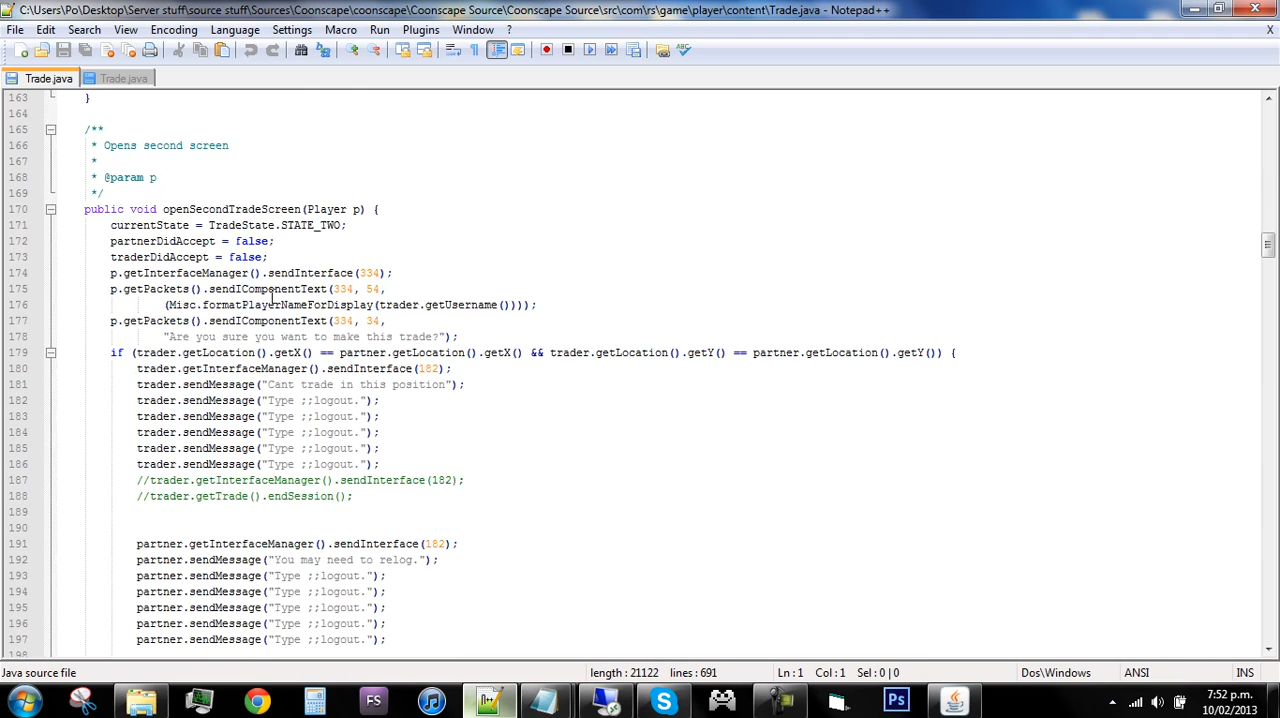 C:\Users\Po\Desktop\Server stuff\source stuff\Sources\Coonscape\coonscape\Coonscape Source\Coonscape Source\src\com\rs\game\player\content\Trade.java - Notepad++
File Edit Search View Encoding Language Settings Macro Run Plugins Window ? X
Trade.java Trade.java
163 }
164
165 /**
166 * Opens second screen
167 *
168 * @param p
169 */
170 public void openSecondTradeScreen(Player p) {
171 currentState = TradeState.STATE_TWO;
172 partnerDidAccept = false;
173 traderDidAccept = false;
174 p.getInterfaceManager().sendInterface(334);
175 p.getPackets().sendIComponentText(334, 54,
176 (Misc.formatPlayerNameForDisplay(trader.getUsername())));
177 p.getPackets().sendIComponentText(334, 34,
178 "Are you sure you want to make this trade?");
179 if (trader.getLocation().getX() == partner.getLocation().getX() && trader.getLocation().getY() == partner.getLocation().getY()) {
180 trader.getInterfaceManager().sendInterface(182);
181 trader.sendMessage("Cant trade in this position");
182 trader.sendMessage("Type ;;logout.");
183 trader.sendMessage("Type ;;logout.");
184 trader.sendMessage("Type ;;logout.");
185 trader.sendMessage("Type ;;logout.");
186 trader.sendMessage("Type ;;logout.");
187 //trader.getInterfaceManager().sendInterface(182);
188 //trader.getTrade().endSession();
189
190
191 partner.getInterfaceManager().sendInterface(182);
192 partner.sendMessage("You may need to relog.");
193 partner.sendMessage("Type ;;logout.");
194 partner.sendMessage("Type ;;logout.");
195 partner.sendMessage("Type ;;logout.");
196 partner.sendMessage("Type ;;logout.");
197 partner.sendMessage("Type ;;logout.");
198
Java source file length : 21122 lines : 691 Ln : 1 Col : 1 Sel : 0 | 0 Dos\Windows ANSI INS
FS Ps 7:52 p.m.
10/02/2013